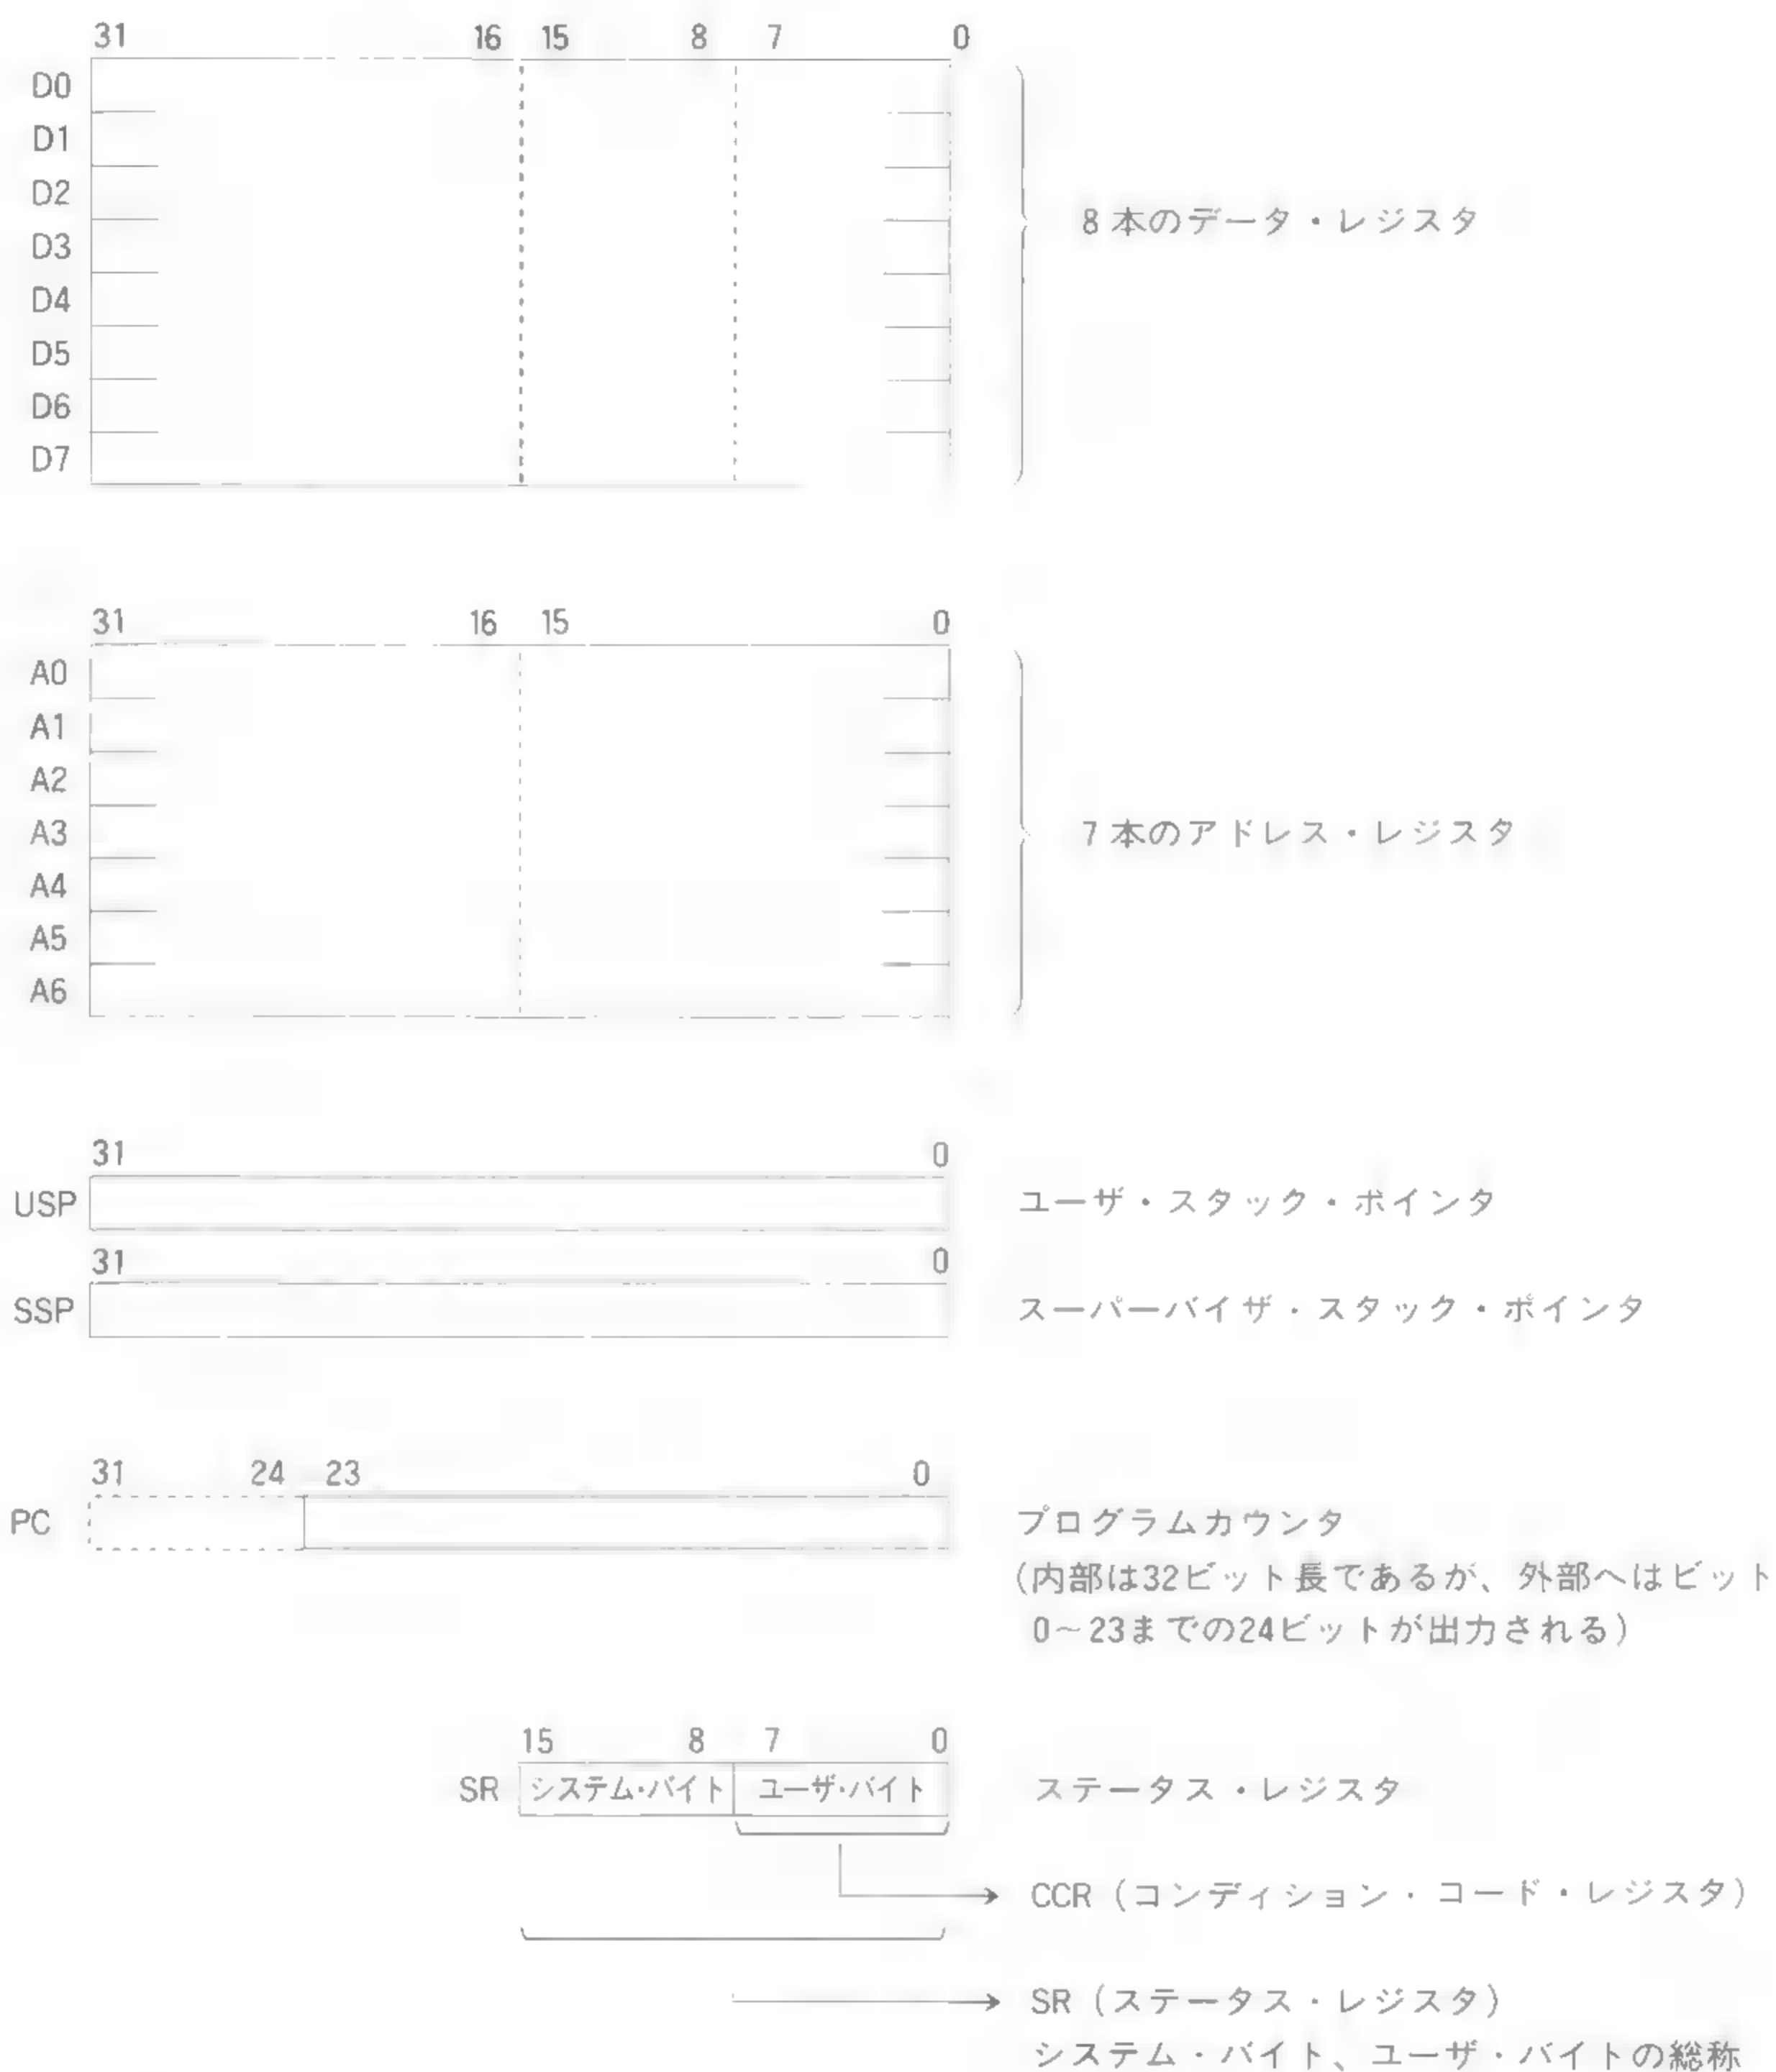 31 16 15 8 7 0
D0
D1
D2
D3
D4
D5
D6
D7
8本のデータ・レジスタ
31 16 15 0
A0
A1
A2
A3
A4
A5
A6
7本のアドレス・レジスタ
31 0
USP ユーザ・スタック・ポインタ
31 0
SSP スーパーバイザ・スタック・ポインタ
31 24 23 0
PC プログラムカウンタ
(内部は32ビット長であるが、外部へはビット
0~23までの24ビットが出力される)
15 8 7 0
SR システム・バイト ユーザ・バイト ステータス・レジスタ
CCR (コンディション・コード・レジスタ)
SR (ステータス・レジスタ)
システム・バイト、ユーザ・バイトの総称